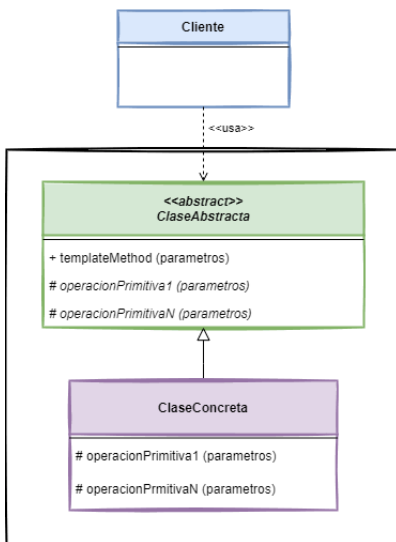 Cliente
<<usa>>
<<abstract>>
ClaseAbstracta
+ templateMethod (parametros)
# operacionPrimitiva1 (parametros)
# operacionPrimitivaN (parametros)
ClaseConcreta
# operacionPrimitiva1 (parametros)
# operacionPrmitivaN (parametros)